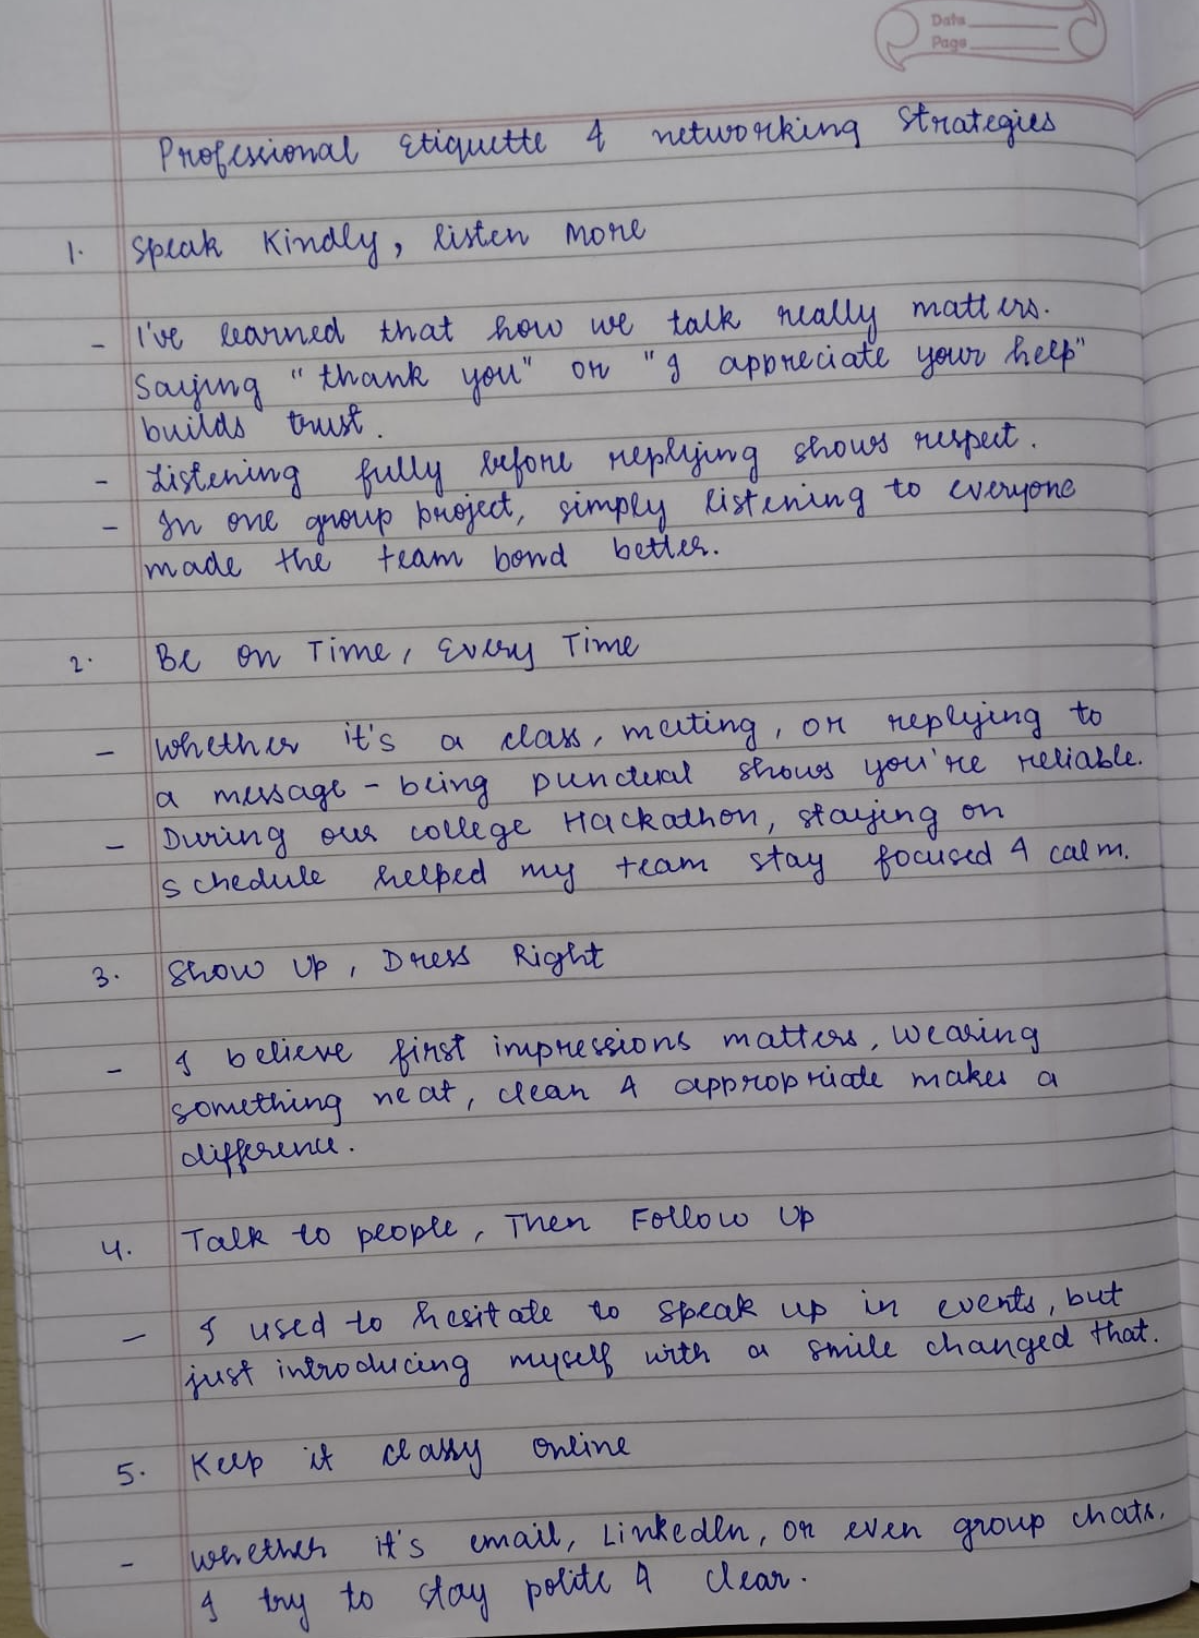 Date
Page
Professional Etiquette & networking Strategies
1. Speak Kindly, listen more
- I've learned that how we talk really matters.
Saying "thank you" or "I appreciate your help"
builds trust.
- Listening fully before replying shows respect.
- In one group project, simply listening to everyone
made the team bond better.
2. Be on Time, Every Time
- Whether it's a class, meeting, or replying to
a message - being punctual shows you're reliable.
- During our college Hackathon, staying on
schedule helped my team stay focused & calm.
3. Show Up, Dress Right
- I believe first impressions matters, wearing
something neat, clean & appropriate makes a
difference.
4. Talk to people, Then Follow Up
- I used to hesitate to speak up in events, but
just introducing myself with a smile changed that.
5. Keep it classy online
- whether it's email, LinkedIn, or even group chats,
I try to stay polite & clear.